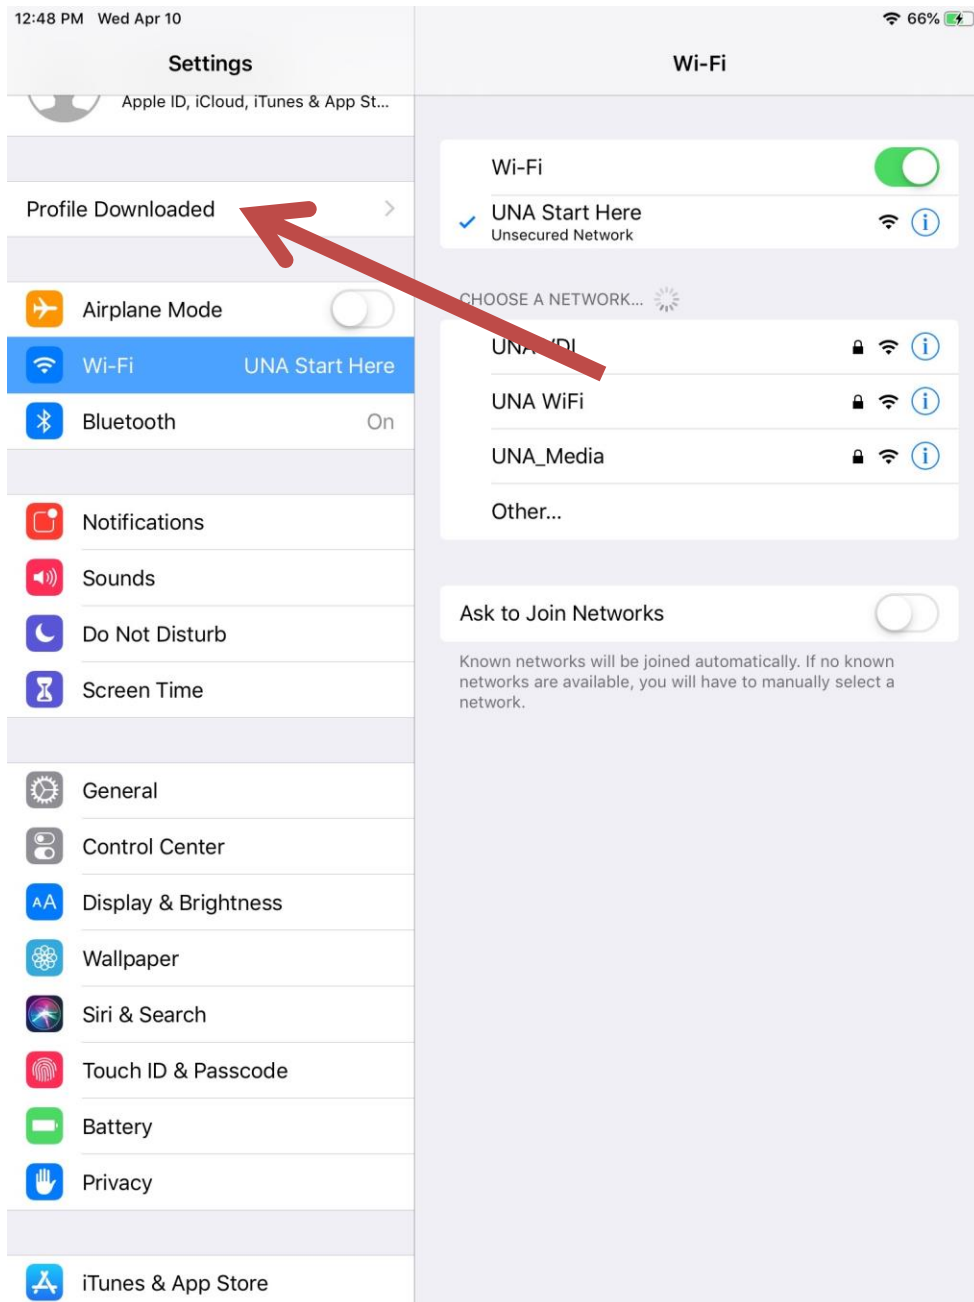 12:48 PM Wed Apr 10
66%
Settings
Apple ID, iCloud, iTunes & App St...
Profile Downloaded
Airplane Mode
Wi-Fi UNA Start Here
Bluetooth On
Notifications
Sounds
Do Not Disturb
Screen Time
General
Control Center
AA Display & Brightness
Wallpaper
Siri & Search
Touch ID & Passcode
Battery
Privacy
iTunes & App Store
Wi-Fi
Wi-Fi
UNA Start Here
Unsecured Network
CHOOSE A NETWORK...
UNA
UNA WiFi
UNA_Media
Other...
Ask to Join Networks
Known networks will be joined automatically. If no known
networks are available, you will have to manually select a
network.